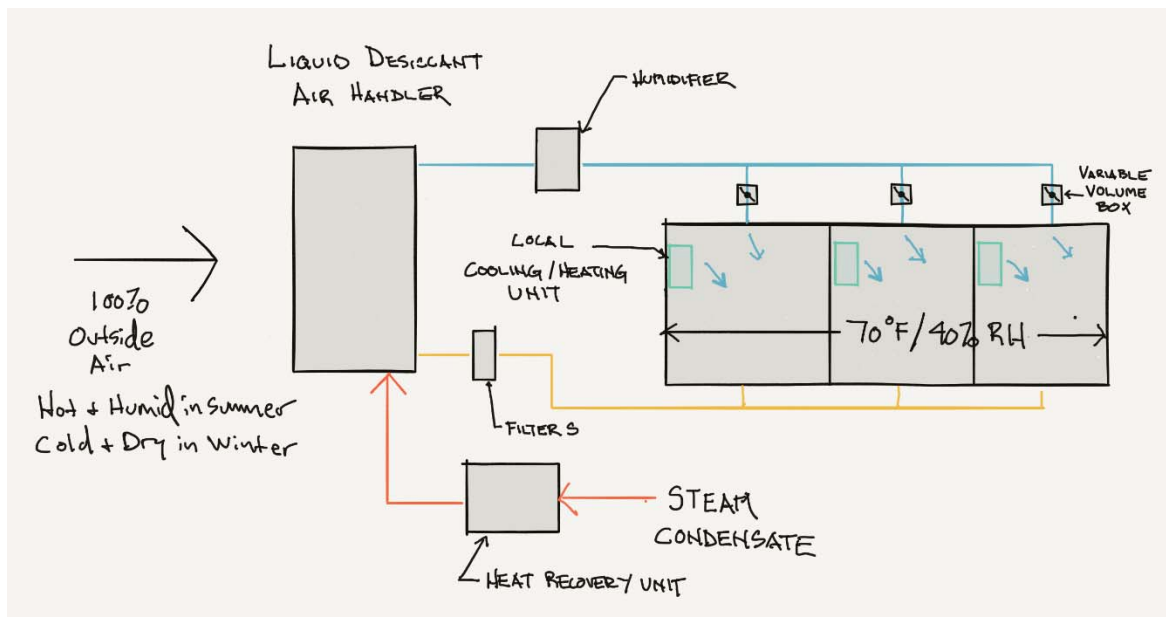 LIQUID DESICCANT
AIR HANDLER
HUMIDIFIER
VARIABLE
VOLUME
BOX
LOCAL
COOLING/HEATING
UNIT
100%
Outside
Air
Hot + Humid in summer
Cold + Dry in Winter
70°F/40% RH
FILTERS
STEAM
CONDENSATE
HEAT RECOVERY UNIT